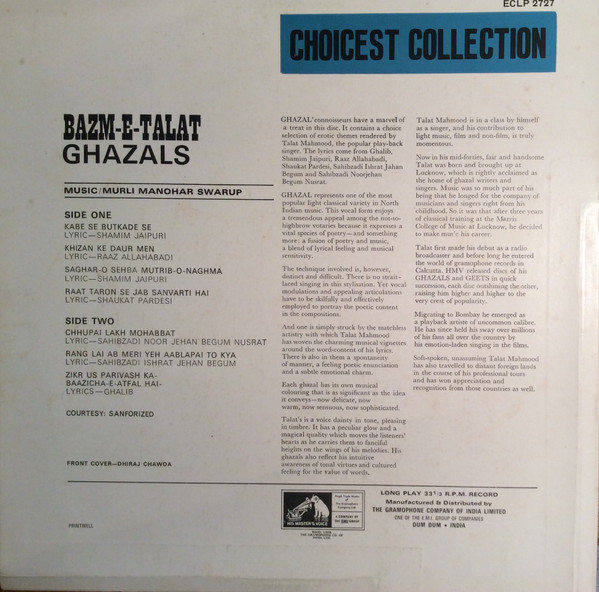 ECLP 2727
CHOICEST COLLECTION
BAZM-E-TALAT
GHAZALS
MUSIC/MURLI MANOHAR SWARUP
SIDE ONE
KABE SE BUTKADE SE
LYRIC—SHAMIM JAIPURI
KHIZAN KE DAUR MEN
LYRIC—RAAZ ALLAHABADI
SAGHAR-O SEHBA MUTRIB-O-NAGHMA
LYRIC—SHAMIM JAIPURI
RAAT TARON SE JAB SANVARTI HAI
LYRIC—SHAUKAT PARDESI
SIDE TWO
CHHUPAI LAKH MOHABBAT
LYRIC—SAHIBZADI NOOR JEHAN BEGUM NUSRAT
RANG LAI AB MERI YEH AABLAPAI TO KYA
LYRIC—SAHIBZADI ISHRAT JEHAN BEGUM
ZIKR US PARIVASH KA-
BAAZICHA-E-ATFAL HAI-
LYRICS—GHALIB
COURTESY: SANFORIZED
FRONT COVER—DHIRAJ CHAWDA
PRINTWELL
GHAZAL' connoisseurs have a marvel of
a treat in this disc. It contains a choice
selection of erotic themes rendered by
Talat Mahmood, the popular play-back
singer. The lyrics come from Ghalib,
Shamim Jaipuri, Raaz Allahabadi,
Shaukat Pardesi, Sahibzadi Ishrat Jahan
Begum and Sahibzadi Noorjehan
Begum Nusrat.
GHAZAL represents one of the most
popular light classical variety in North
Indian music. This vocal form enjoys
a tremendous appeal among the not-so-
highbrow votaries because it expresses a
vital species of poetry—and something
more: a fusion of poetry and music,
a blend of lyrical feeling and musical
sensitivity.
The technique involved is, however,
distinct and difficult. There is no strait-
laced singing in this stylisation. Yet vocal
modulations and appealing articulations
have to be skilfully and effectively
employed to portray the poetic content
in the compositions.
And one is simply struck by the matchless
artistry with which Talat Mahmood
has woven the charming musical vignettes
around the word-content of his lyrics.
There is also in them a spontaneity
of manner, a feeling poetic enunciation
and a subtle emotional charm.
Each ghazal has its own musical
colouring that is as significant as the idea
it conveys—now delicate, now
warm, now sensuous, now sophisticated.
Talat's is a voice dainty in tone, pleasing
in timbre. It has a peculiar glow and a
magical quality which moves the listeners'
hearts as he carries them to fanciful
heights on the wings of his melodies. His
ghazals also reflect his intuitive
awareness of tonal virtues and cultured
feeling for the value of words,
Talat Mahmood is in a class by himself
as a singer, and his contribution to
light music, film and non-film, is truly
momentous.
Now in his mid-forties, fair and handsome
Talat was born and brought up at
Lucknow, which is rightly acclaimed as
the home of ghazal writers and
singers. Music was so much part of his
being that he longed for the company of
musicians and singers right from his
childhood. So it was that after three years
of classical training at the Morris
College of Music at Lucknow, he decided
to make music his career.
Talat first made his debut as a radio
broadcaster and before long he entered
the world of gramophone records in
Calcutta. HMV released discs of his
GHAZALS and GEETS in quick
succession, each disc outshining the other,
raising him higher and higher to the
very crest of popularity.
Migrating to Bombay he emerged as
a playback artiste of uncommon calibre.
He has since held his sway over millions
of his fans all over the country by
his emotion-laden singing in the films.
Soft-spoken, unassuming Talat Mahmood
has also travelled to distant foreign lands
in the course of his professional tours
and has won appreciation and
recognition from those countries as well.
HIS MASTER'S VOICE
LONG PLAY 33 1/3 R.P.M. RECORD
Manufactured & Distributed by
THE GRAMOPHONE COMPANY OF INDIA LIMITED
ONE OF THE E.M.I. GROUP OF COMPANIES
DUM DUM • INDIA